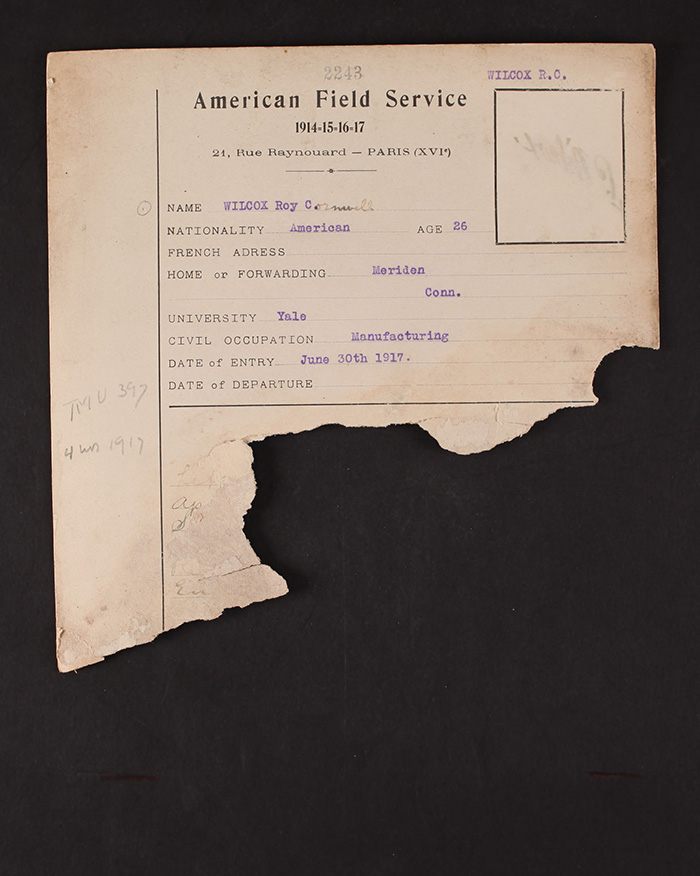 2243
WILCOX R.C.
American Field Service
1914-15-16-17
21, Rue Raynouard — PARIS (XVIe)
NAME WILCOX Roy Cornwell
NATIONALITY American AGE 26
FRENCH ADRESS
HOME or FORWARDING Meriden
Conn.
UNIVERSITY Yale
CIVIL OCCUPATION Manufacturing
DATE of ENTRY June 30th 1917.
DATE of DEPARTURE
TMU 397
1917